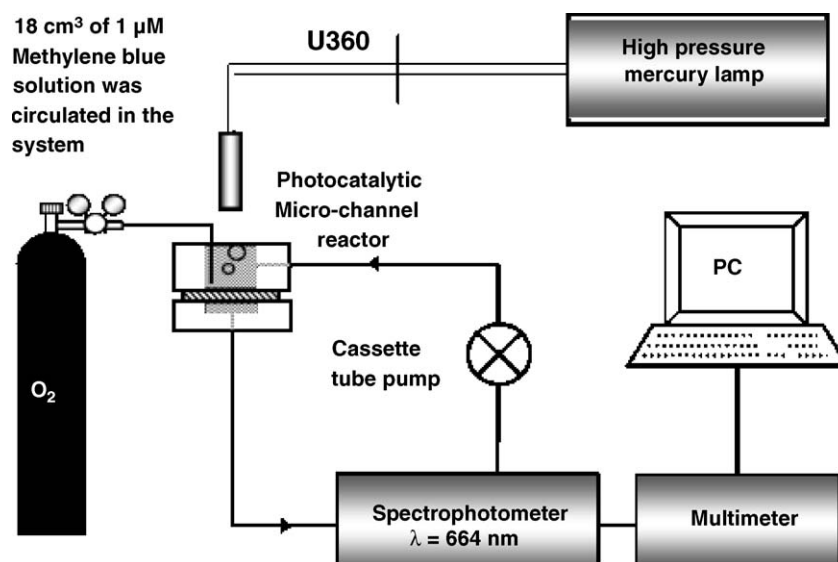 18 cm³ of 1 µM
Methylene blue
solution was
circulated in the
system
U360
High pressure
mercury lamp
Photocatalytic
Micro-channel
reactor
PC
Cassette
tube pump
O₂
Spectrophotometer
λ = 664 nm
Multimeter